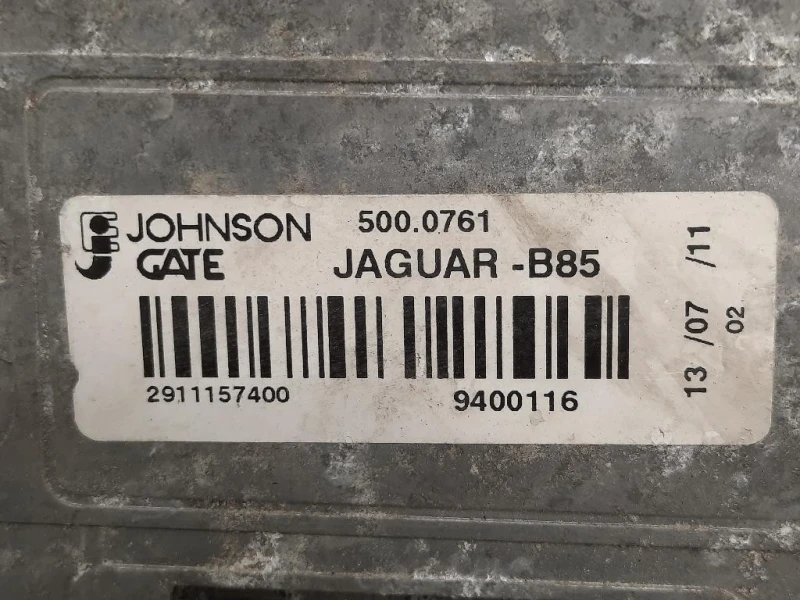 JOHNSON 500.0761
GATE JAGUAR -B85
2911157400 9400116
13 /07 /11
02